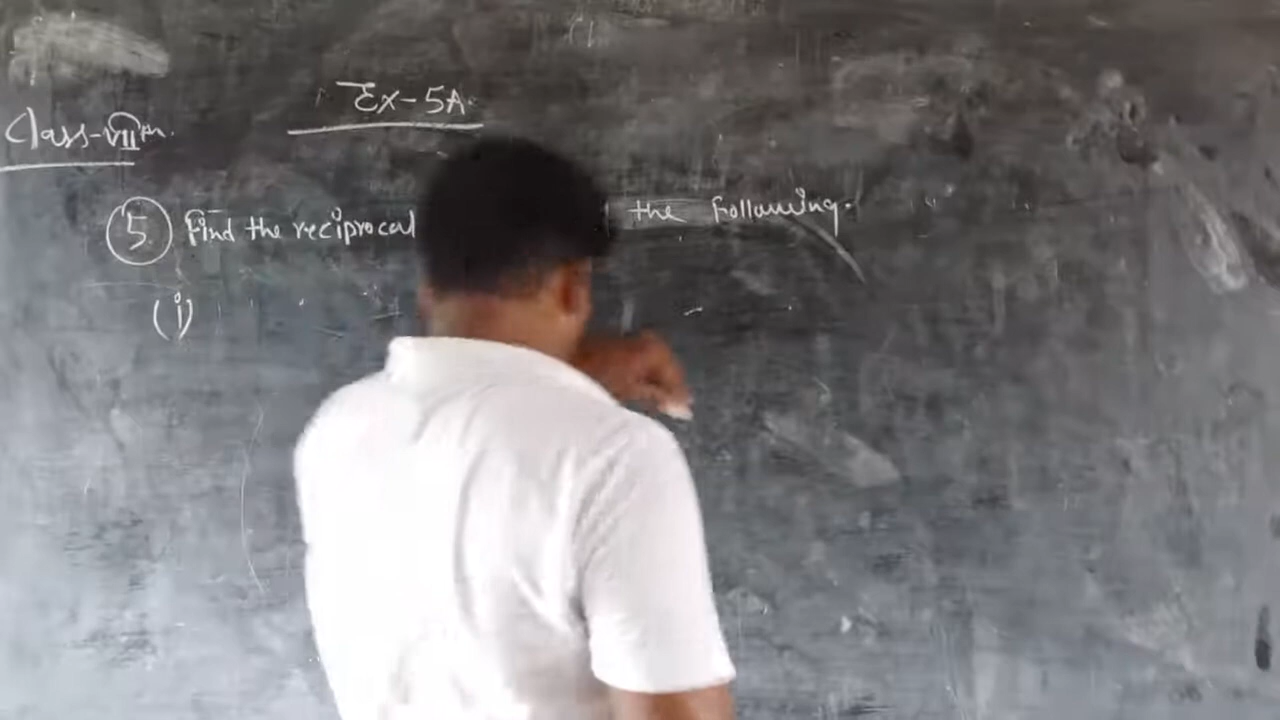 Ex-5A.
Class-VIIth.
5. Find the reciprocal the Following.
(i)